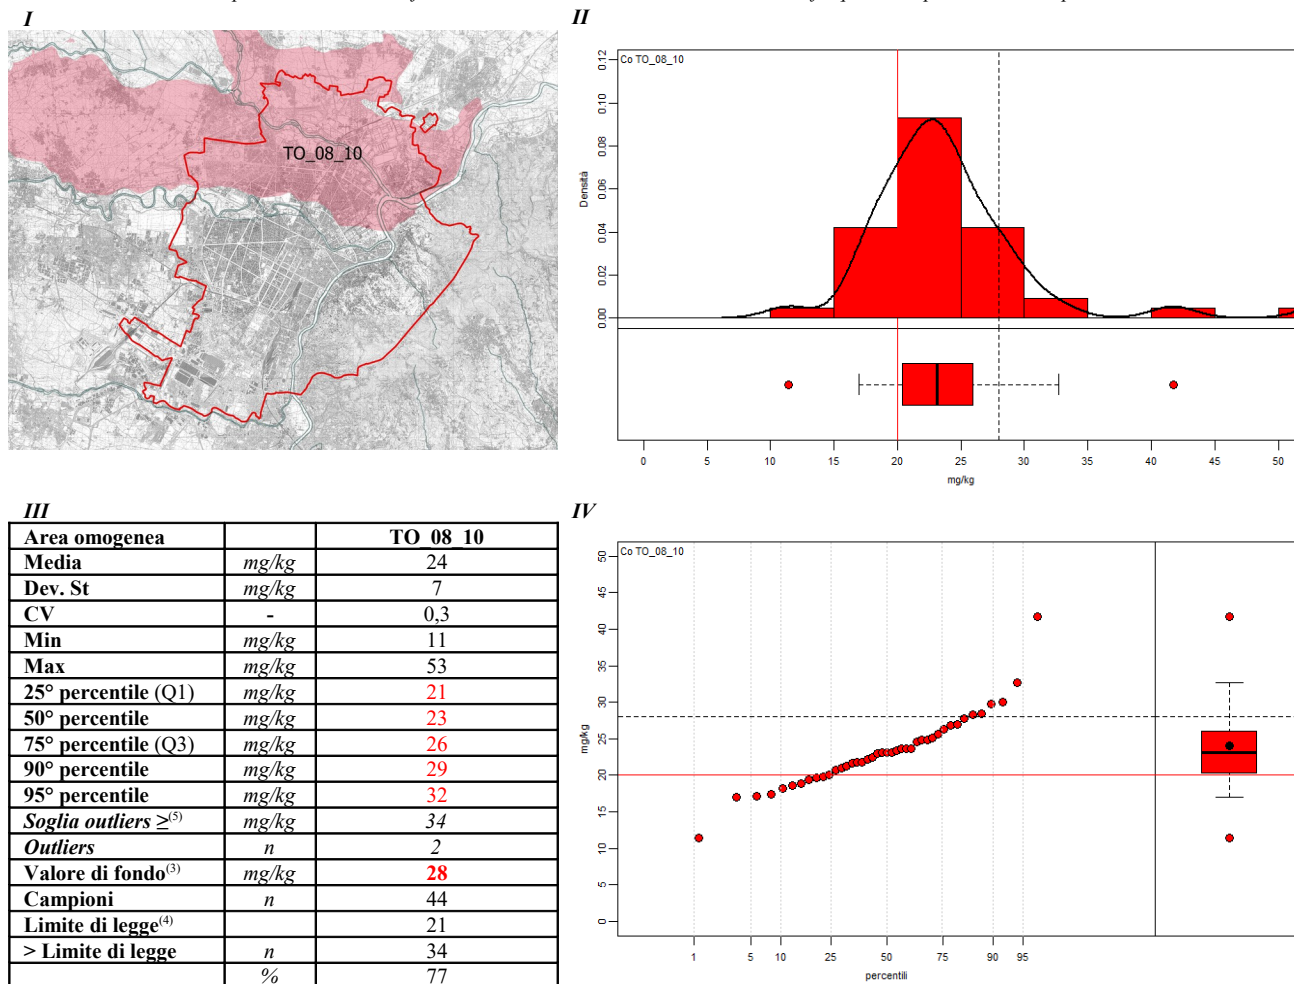 I
II
TO_08_10
Co TO_08_10
Densità
0.00 0.02 0.04 0.06 0.08 0.10 0.12
0 5 10 15 20 25 30 35 40 45 50
mg/kg
III
Area omogenea TO_08_10
Media mg/kg 24
Dev. St mg/kg 7
CV - 0,3
Min mg/kg 11
Max mg/kg 53
25° percentile (Q1) mg/kg 21
50° percentile mg/kg 23
75° percentile (Q3) mg/kg 26
90° percentile mg/kg 29
95° percentile mg/kg 32
Soglia outliers ≥(5) mg/kg 34
Outliers n 2
Valore di fondo(3) mg/kg 28
Campioni n 44
Limite di legge(4) 21
> Limite di legge n 34
% 77
IV
Co TO_08_10
mg/kg
0 5 10 15 20 25 30 35 40 45 50
1 5 10 25 50 75 90 95
percentili